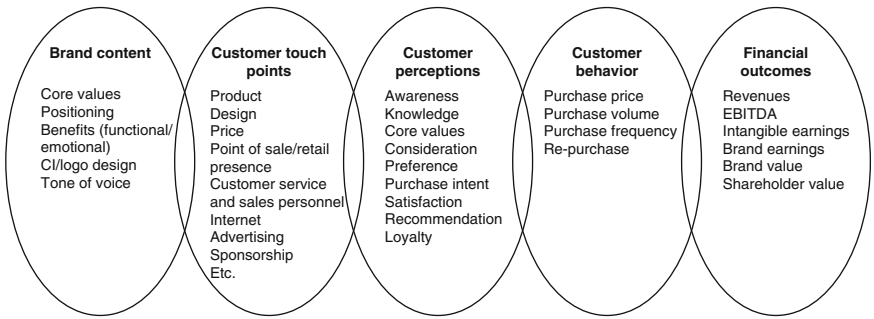 Brand content
Core values
Positioning
Benefits (functional/
emotional)
CI/logo design
Tone of voice
Customer touch
points
Product
Design
Price
Point of sale/retail
presence
Customer service
and sales personnel
Internet
Advertising
Sponsorship
Etc.
Customer
perceptions
Awareness
Knowledge
Core values
Consideration
Preference
Purchase intent
Satisfaction
Recommendation
Loyalty
Customer
behavior
Purchase price
Purchase volume
Purchase frequency
Re-purchase
Financial
outcomes
Revenues
EBITDA
Intangible earnings
Brand earnings
Brand value
Shareholder value